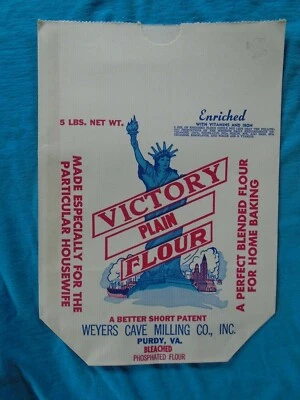 5 LBS. NET WT.
Enriched
WITH VITAMINS AND IRON
MADE ESPECIALLY FOR THE
PARTICULAR HOUSEWIFE
VICTORY
PLAIN
FLOUR
A PERFECT BLENDED FLOUR
FOR HOME BAKING
A BETTER SHORT PATENT
WEYERS CAVE MILLING CO., INC.
PURDY, VA.
BLEACHED
PHOSPHATED FLOUR